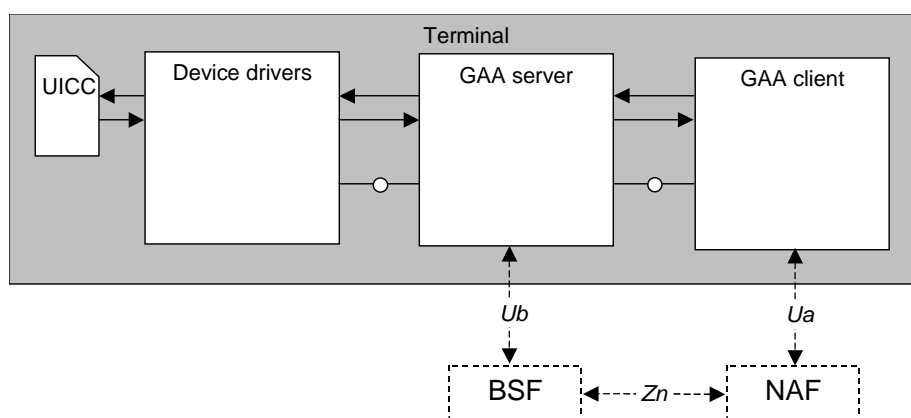 Terminal
UICC
Device drivers
GAA server
GAA client
Ub
Ua
BSF
Zn
NAF